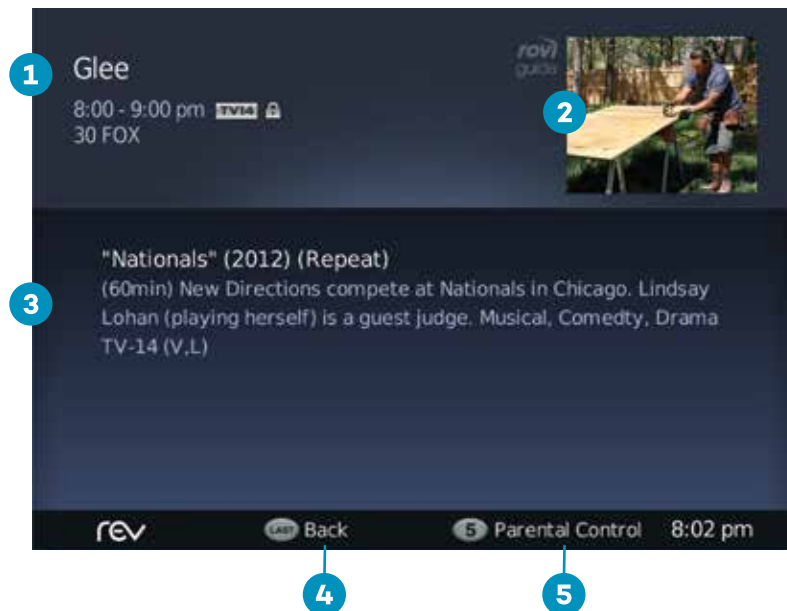 1
Glee
rovi
guide
2
8:00 - 9:00 pm TV14
30 FOX
3
"Nationals" (2012) (Repeat)
(60min) New Directions compete at Nationals in Chicago. Lindsay
Lohan (playing herself) is a guest judge. Musical, Comedty, Drama
TV-14 (V,L)
rev LAST Back 5 Parental Control 8:02 pm
4 5